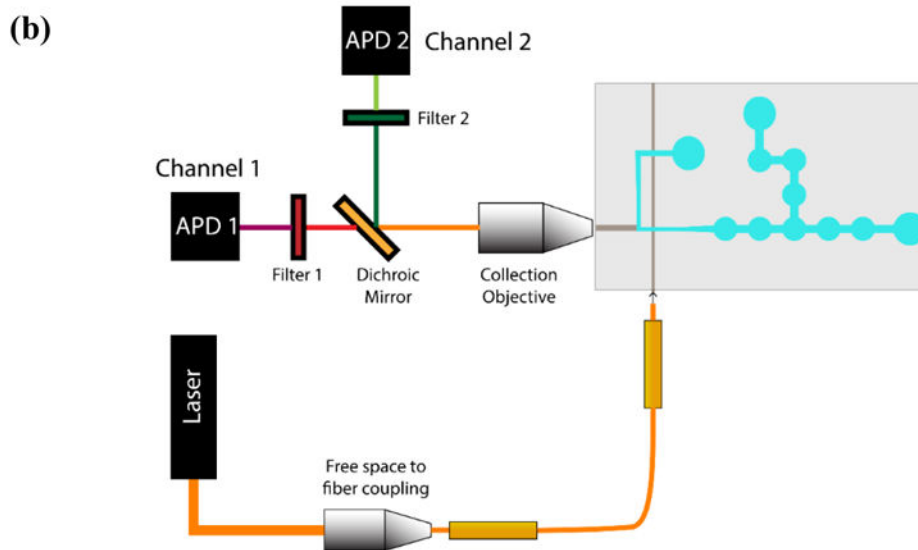 (b)
APD 2
Channel 2
Filter 2
Channel 1
APD 1
Filter 1
Dichroic
Mirror
Collection
Objective
Laser
Free space to
fiber coupling